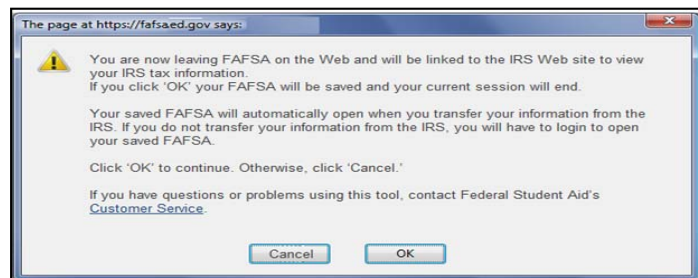 The page at https://fafsa.ed.gov says:
You are now leaving FAFSA on the Web and will be linked to the IRS Web site to view
your IRS tax information.
If you click 'OK' your FAFSA will be saved and your current session will end.
Your saved FAFSA will automatically open when you transfer your information from the
IRS. If you do not transfer your information from the IRS, you will have to login to open
your saved FAFSA.
Click 'OK' to continue. Otherwise, click 'Cancel.'
If you have questions or problems using this tool, contact Federal Student Aid's
Customer Service.
Cancel OK